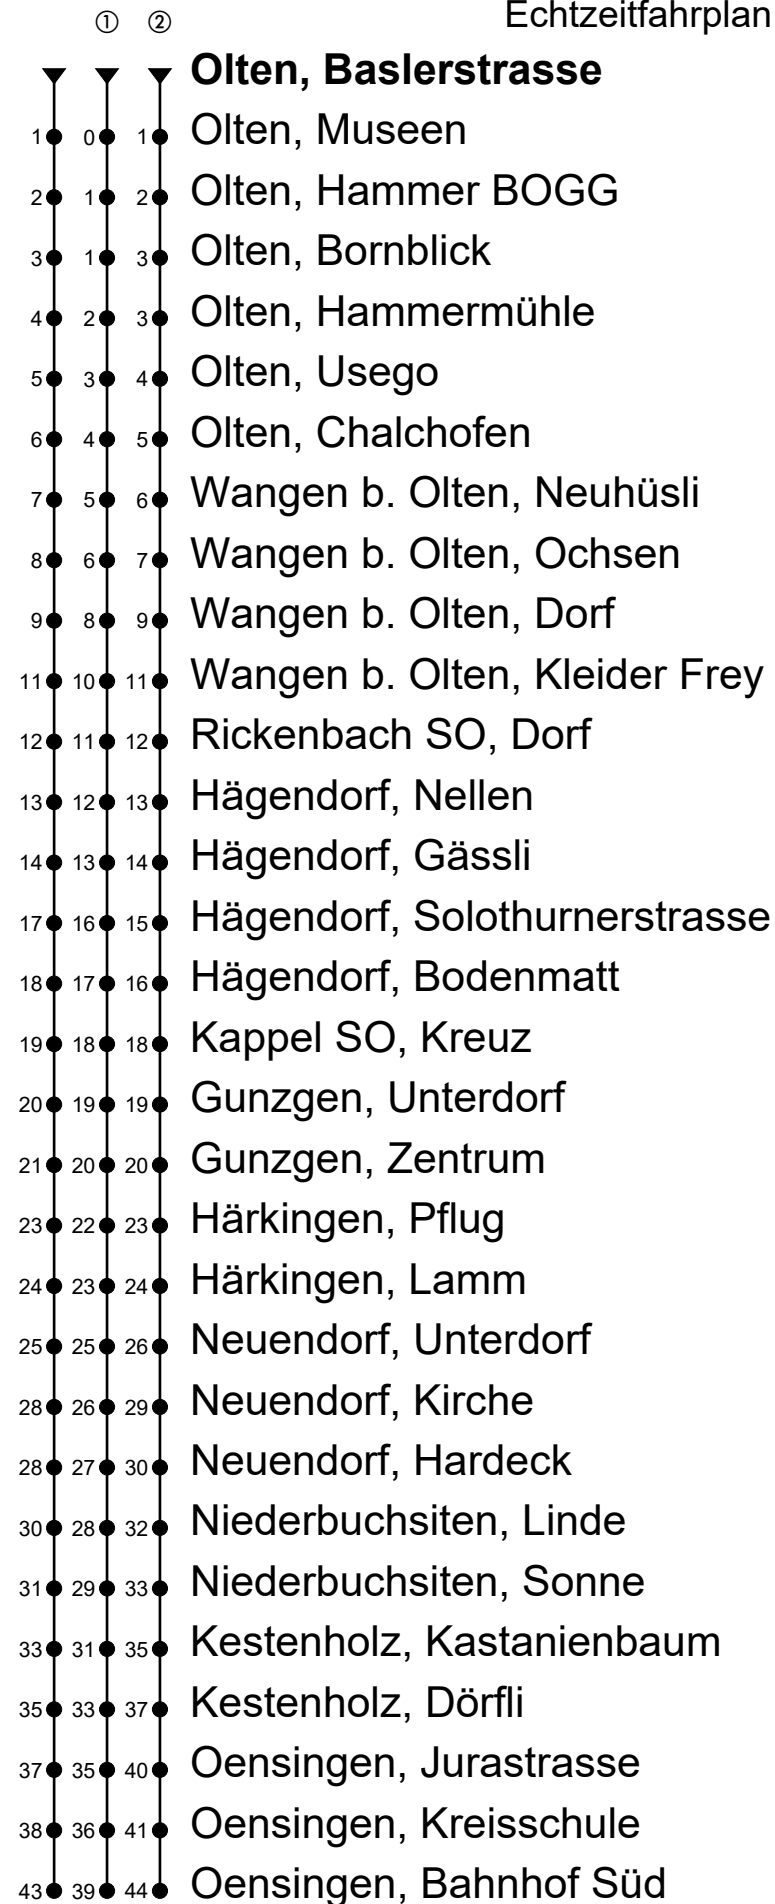 ① ② Echtzeitfahrplan
Olten, Baslerstrasse
1 0 1 Olten, Museen
2 1 2 Olten, Hammer BOGG
3 1 3 Olten, Bornblick
4 2 3 Olten, Hammermühle
5 3 4 Olten, Usego
6 4 5 Olten, Chalchofen
7 5 6 Wangen b. Olten, Neuhüsli
8 6 7 Wangen b. Olten, Ochsen
9 8 9 Wangen b. Olten, Dorf
11 10 11 Wangen b. Olten, Kleider Frey
12 11 12 Rickenbach SO, Dorf
13 12 13 Hägendorf, Nellen
14 13 14 Hägendorf, Gässli
17 16 15 Hägendorf, Solothurnerstrasse
18 17 16 Hägendorf, Bodenmatt
19 18 18 Kappel SO, Kreuz
20 19 19 Gunzgen, Unterdorf
21 20 20 Gunzgen, Zentrum
23 22 23 Härkingen, Pflug
24 23 24 Härkingen, Lamm
25 25 26 Neuendorf, Unterdorf
28 26 29 Neuendorf, Kirche
28 27 30 Neuendorf, Hardeck
30 28 32 Niederbuchsiten, Linde
31 29 33 Niederbuchsiten, Sonne
33 31 35 Kestenholz, Kastanienbaum
35 33 37 Kestenholz, Dörfli
37 35 40 Oensingen, Jurastrasse
38 36 41 Oensingen, Kreisschule
43 39 44 Oensingen, Bahnhof Süd